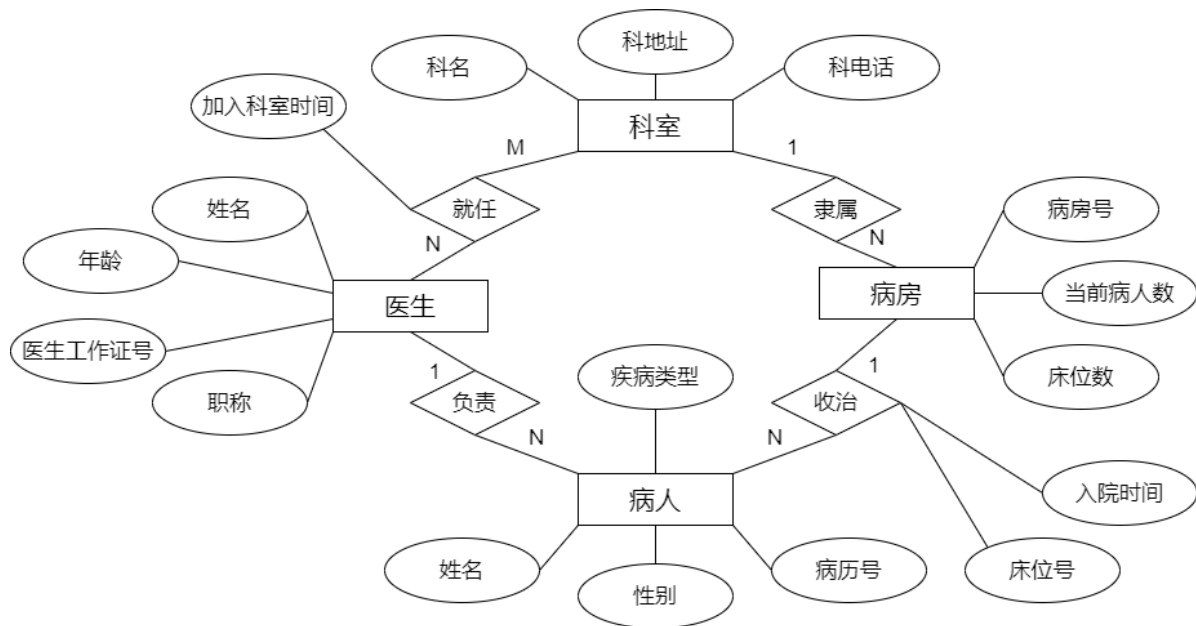 科地址
科名
科电话
加入科室时间
科室
M
1
姓名
就任
隶属
病房号
N
N
年龄
医生
病房
当前病人数
医生工作证号
1
疾病类型
1
床位数
职称
负责
收治
N
N
病人
入院时间
姓名
性别
病历号
床位号